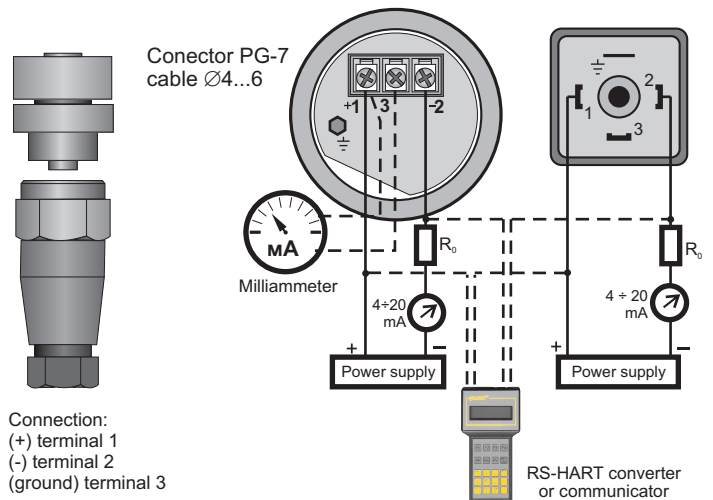 Conector PG-7
cable ∅4...6
+1 3 -2
1
2
3
мА
Milliammeter
R₀
R₀
4÷20
mA
4 ÷ 20
mA
+ −
Power supply
+ −
Power supply
Connection:
(+) terminal 1
(-) terminal 2
(ground) terminal 3
RS-HART converter
or communicator